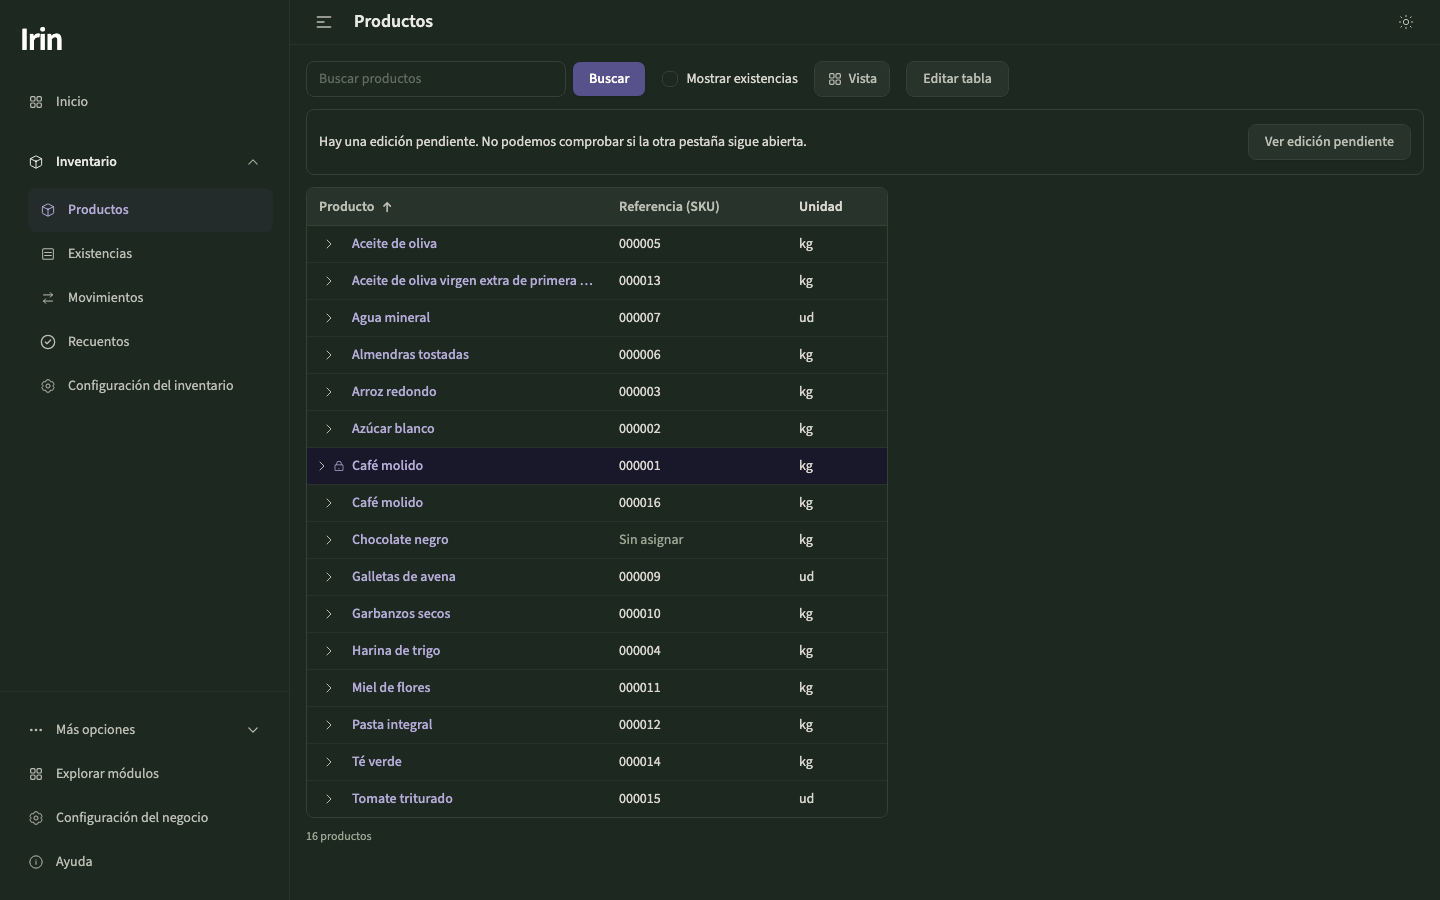 Irin
Productos
Inicio
Inventario
Productos
Existencias
Movimientos
Recuentos
Configuración del inventario
Más opciones
Explorar módulos
Configuración del negocio
Ayuda
Buscar productos Buscar Mostrar existencias Vista Editar tabla
Hay una edición pendiente. No podemos comprobar si la otra pestaña sigue abierta. Ver edición pendiente
Producto Referencia (SKU) Unidad
Aceite de oliva 000005 kg
Aceite de oliva virgen extra de primera … 000013 kg
Agua mineral 000007 ud
Almendras tostadas 000006 kg
Arroz redondo 000003 kg
Azúcar blanco 000002 kg
Café molido 000001 kg
Café molido 000016 kg
Chocolate negro Sin asignar kg
Galletas de avena 000009 ud
Garbanzos secos 000010 kg
Harina de trigo 000004 kg
Miel de flores 000011 kg
Pasta integral 000012 kg
Té verde 000014 kg
Tomate triturado 000015 ud
16 productos